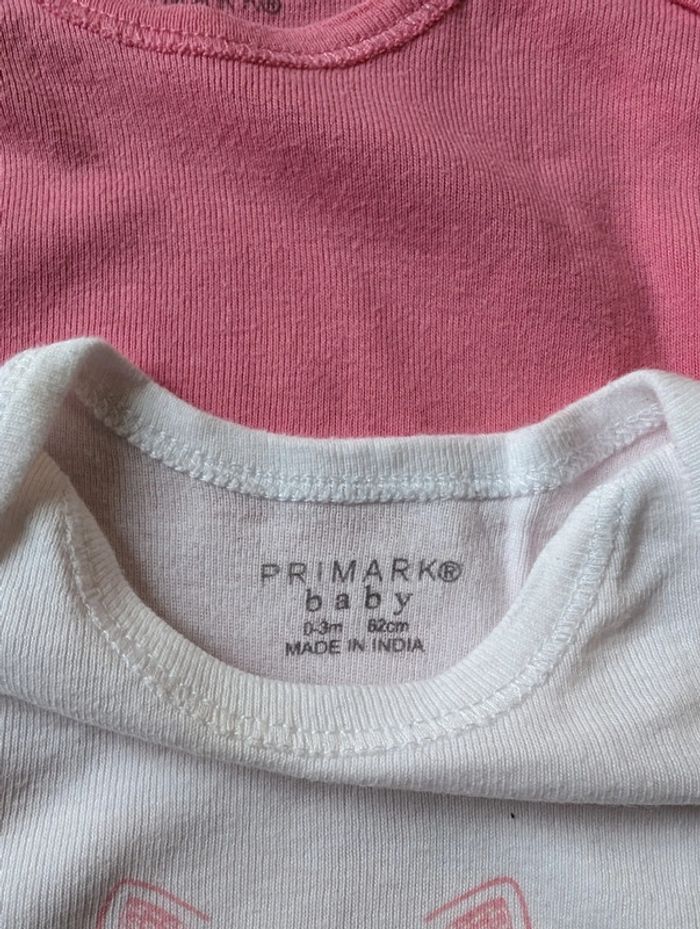 PRIMARK®
baby
0-3m 62cm
MADE IN INDIA